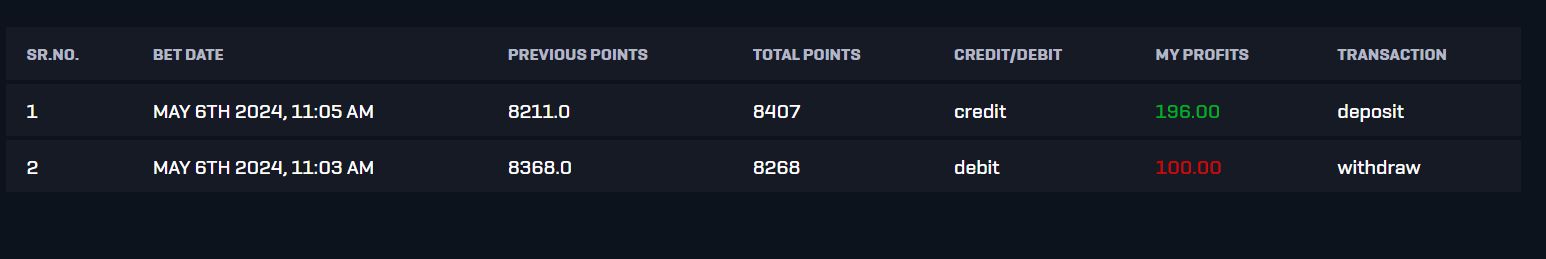 SR.NO. BET DATE PREVIOUS POINTS TOTAL POINTS CREDIT/DEBIT MY PROFITS TRANSACTION
1 MAY 6TH 2024, 11:05 AM 8211.0 8407 credit 196.00 deposit
2 MAY 6TH 2024, 11:03 AM 8368.0 8268 debit 100.00 withdraw